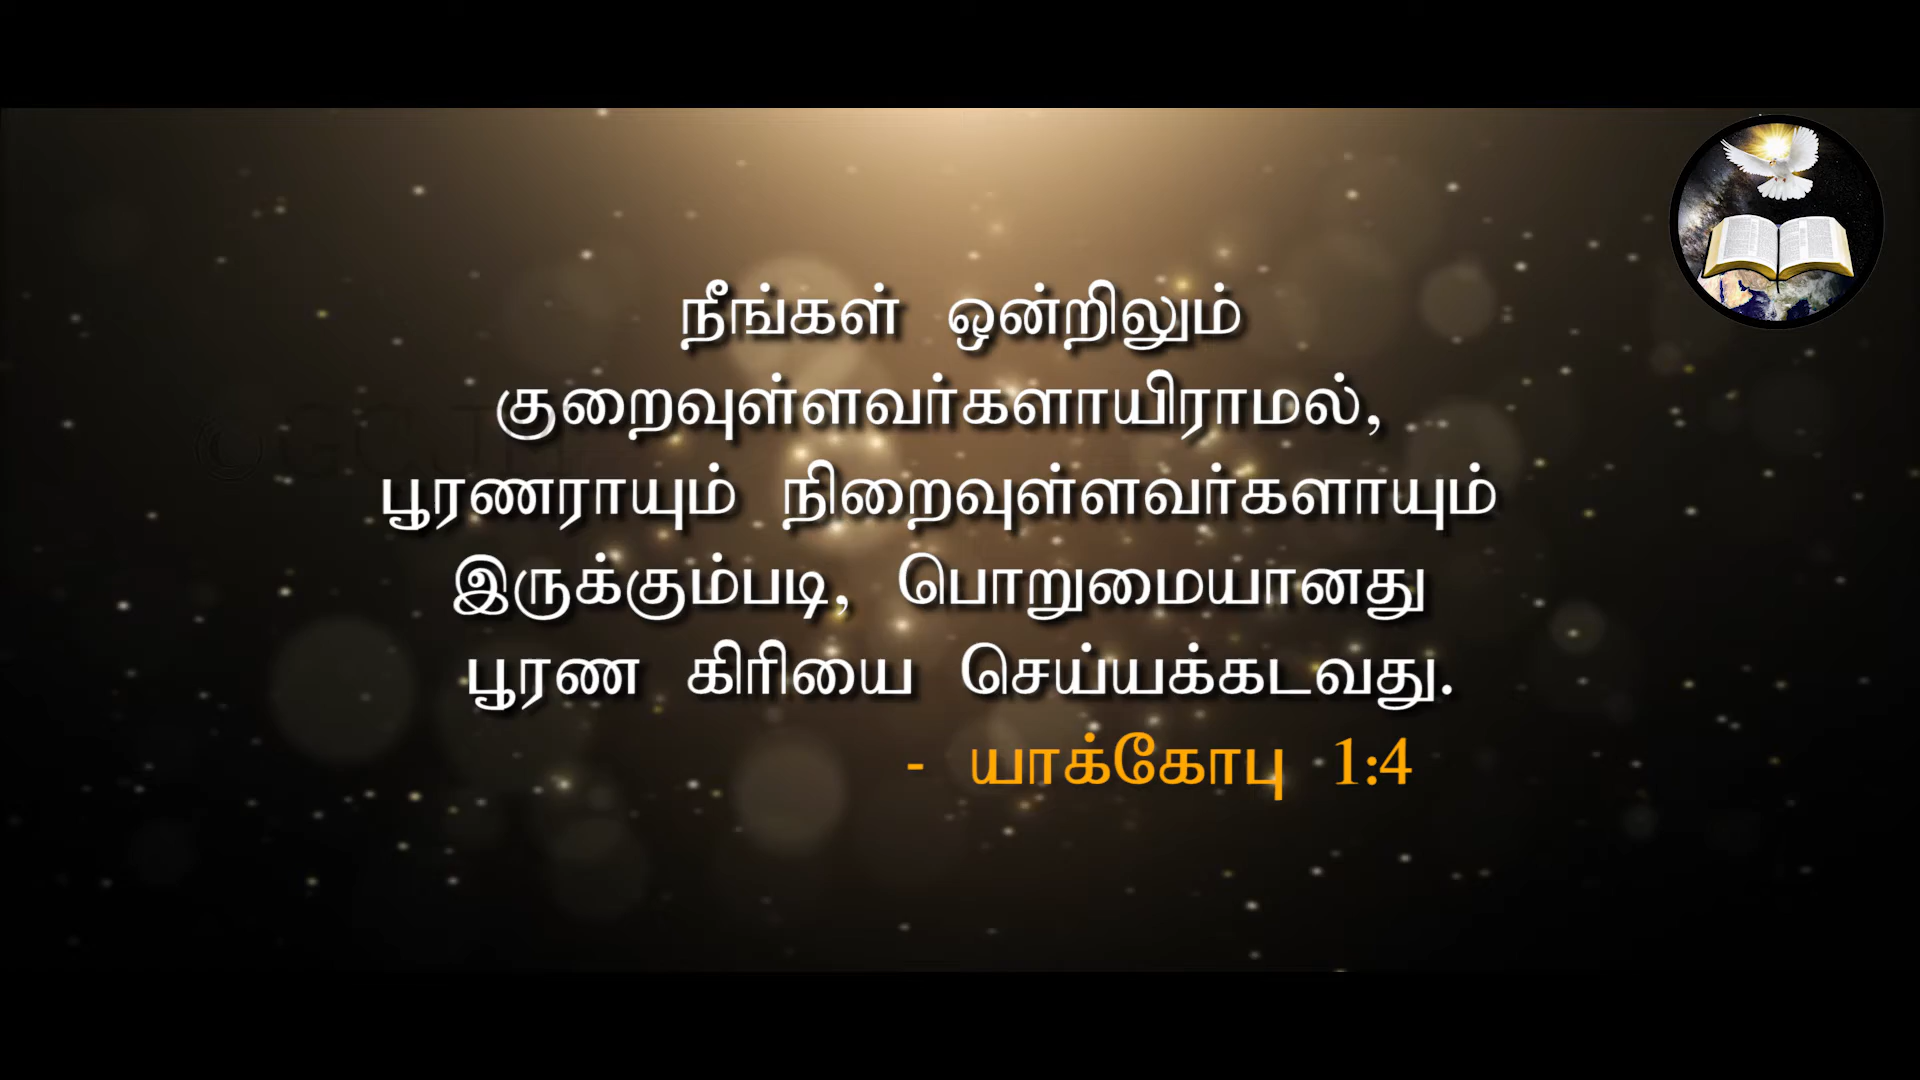 நீங்கள் ஒன்றிலும்
குறைவுள்ளவர்களாயிராமல்,
பூரணராயும் நிறைவுள்ளவர்களாயும்
இருக்கும்படி, பொறுமையானது
பூரண கிரியை செய்யக்கடவது.
- யாக்கோபு 1:4